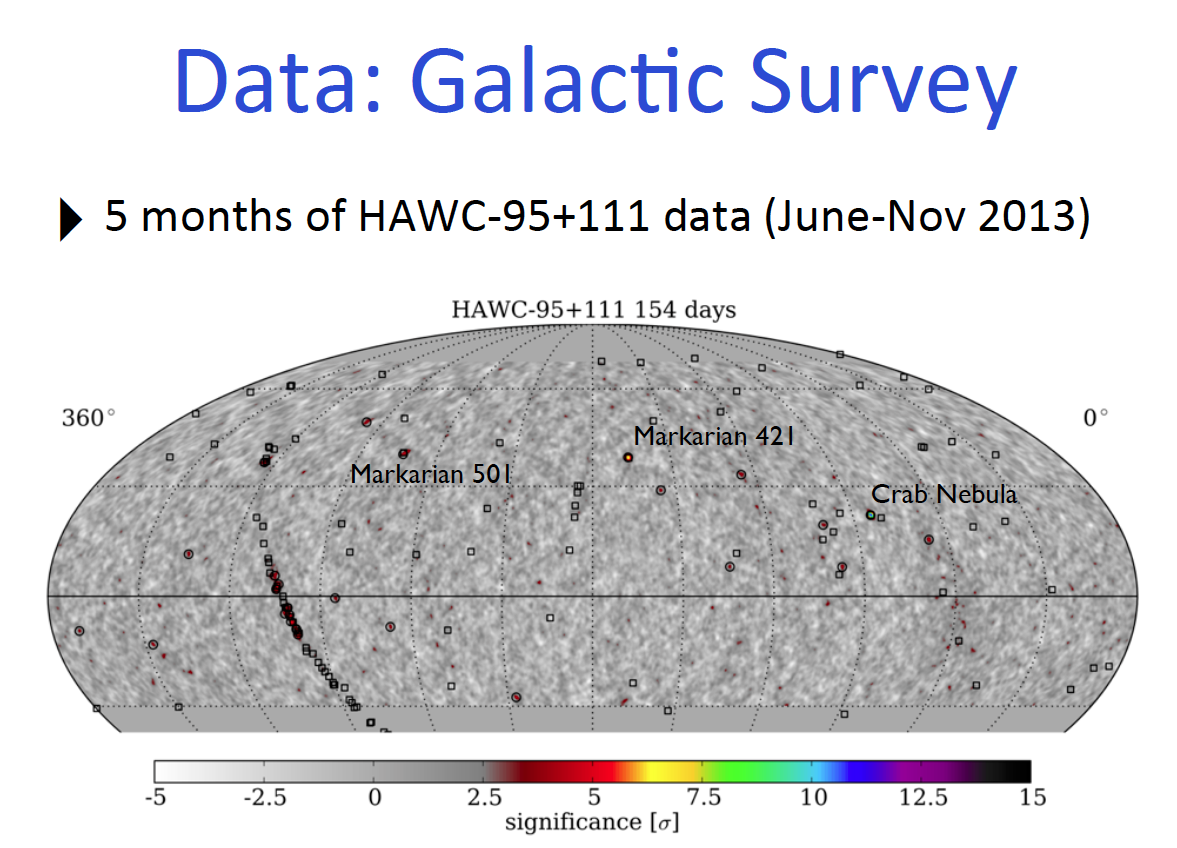 Data: Galactic Survey
5 months of HAWC-95+111 data (June-Nov 2013)
HAWC-95+111 154 days
360° 0°
Markarian 421
Markarian 501
Crab Nebula
-5 -2.5 0 2.5 5 7.5 10 12.5 15
significance [σ]